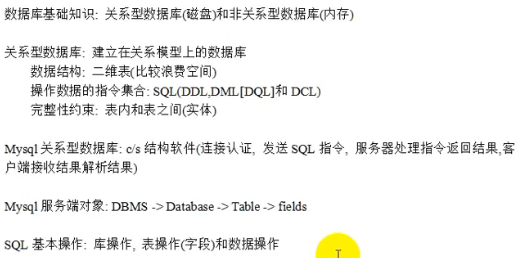 数据库基础知识: 关系型数据库(磁盘)和非关系型数据库(内存)
关系型数据库: 建立在关系模型上的数据库
数据结构: 二维表(比较浪费空间)
操作数据的指令集合: SQL(DDL,DML[DQL]和 DCL)
完整性约束: 表内和表之间(实体)
Mysql 关系型数据库: c/s 结构软件(连接认证, 发送 SQL 指令, 服务器处理指令返回结果,客
户端接收结果解析结果)
Mysql 服务端对象: DBMS -> Database -> Table -> fields
SQL 基本操作: 库操作, 表操作(字段)和数据操作